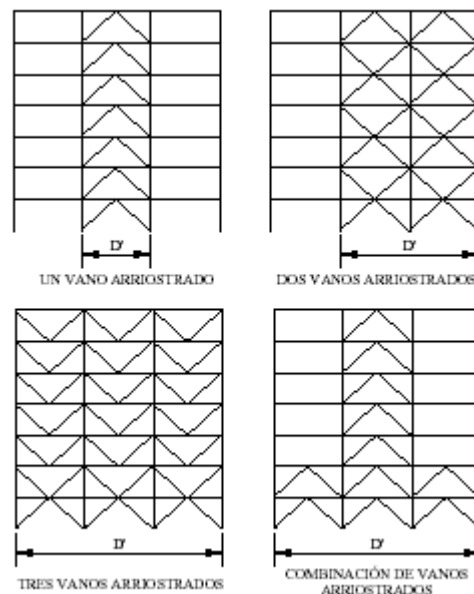 D'
D'
UN VANO ARRIOSTRADO
DOS VANOS ARRIOSTRADOS
D'
D'
TRES VANOS ARRIOSTRADOS
COMBINACIÓN DE VANOS
ARRIOSTRADOS